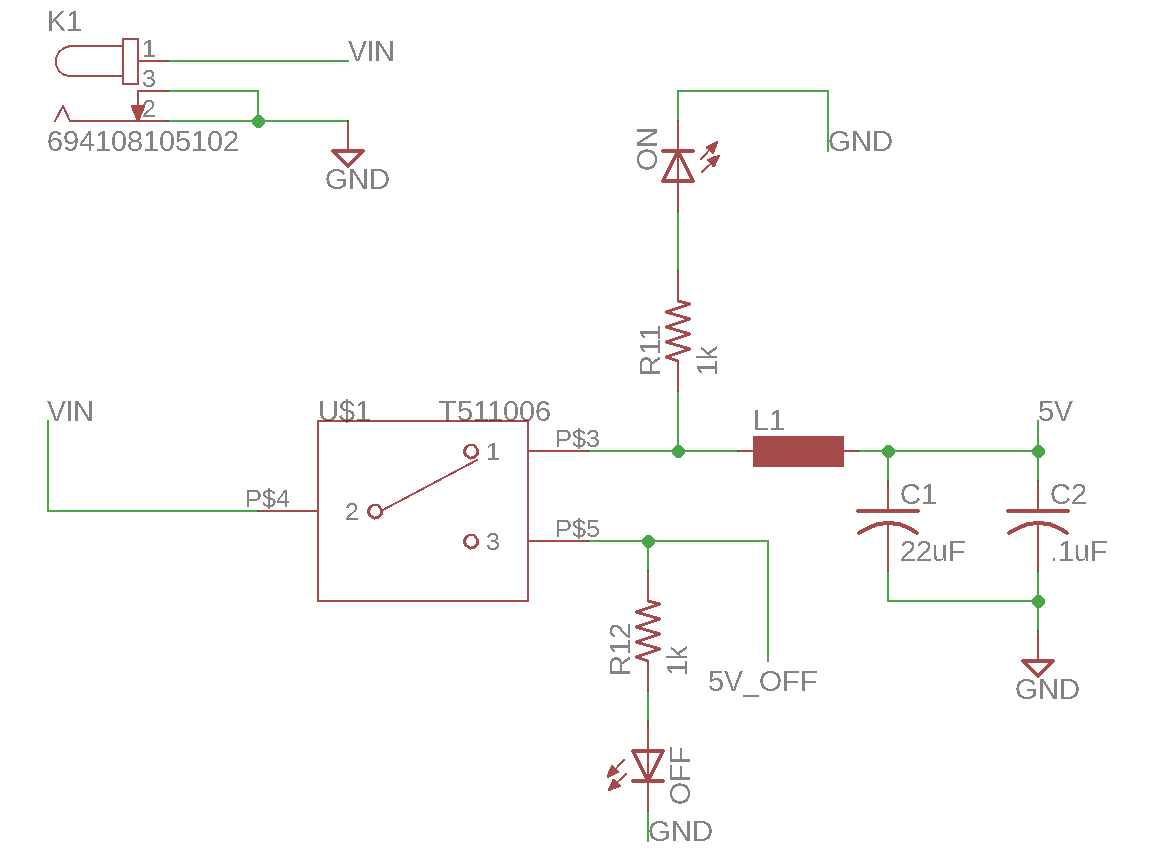 K1
1
VIN
3
2
694108105102
GND
ON
GND
R11
1k
VIN
U$1
T511006
L1
5V
P$3
1
P$4
2
C1
C2
P$5
3
22uF
.1uF
R12
1k
5V_OFF
GND
OFF
GND